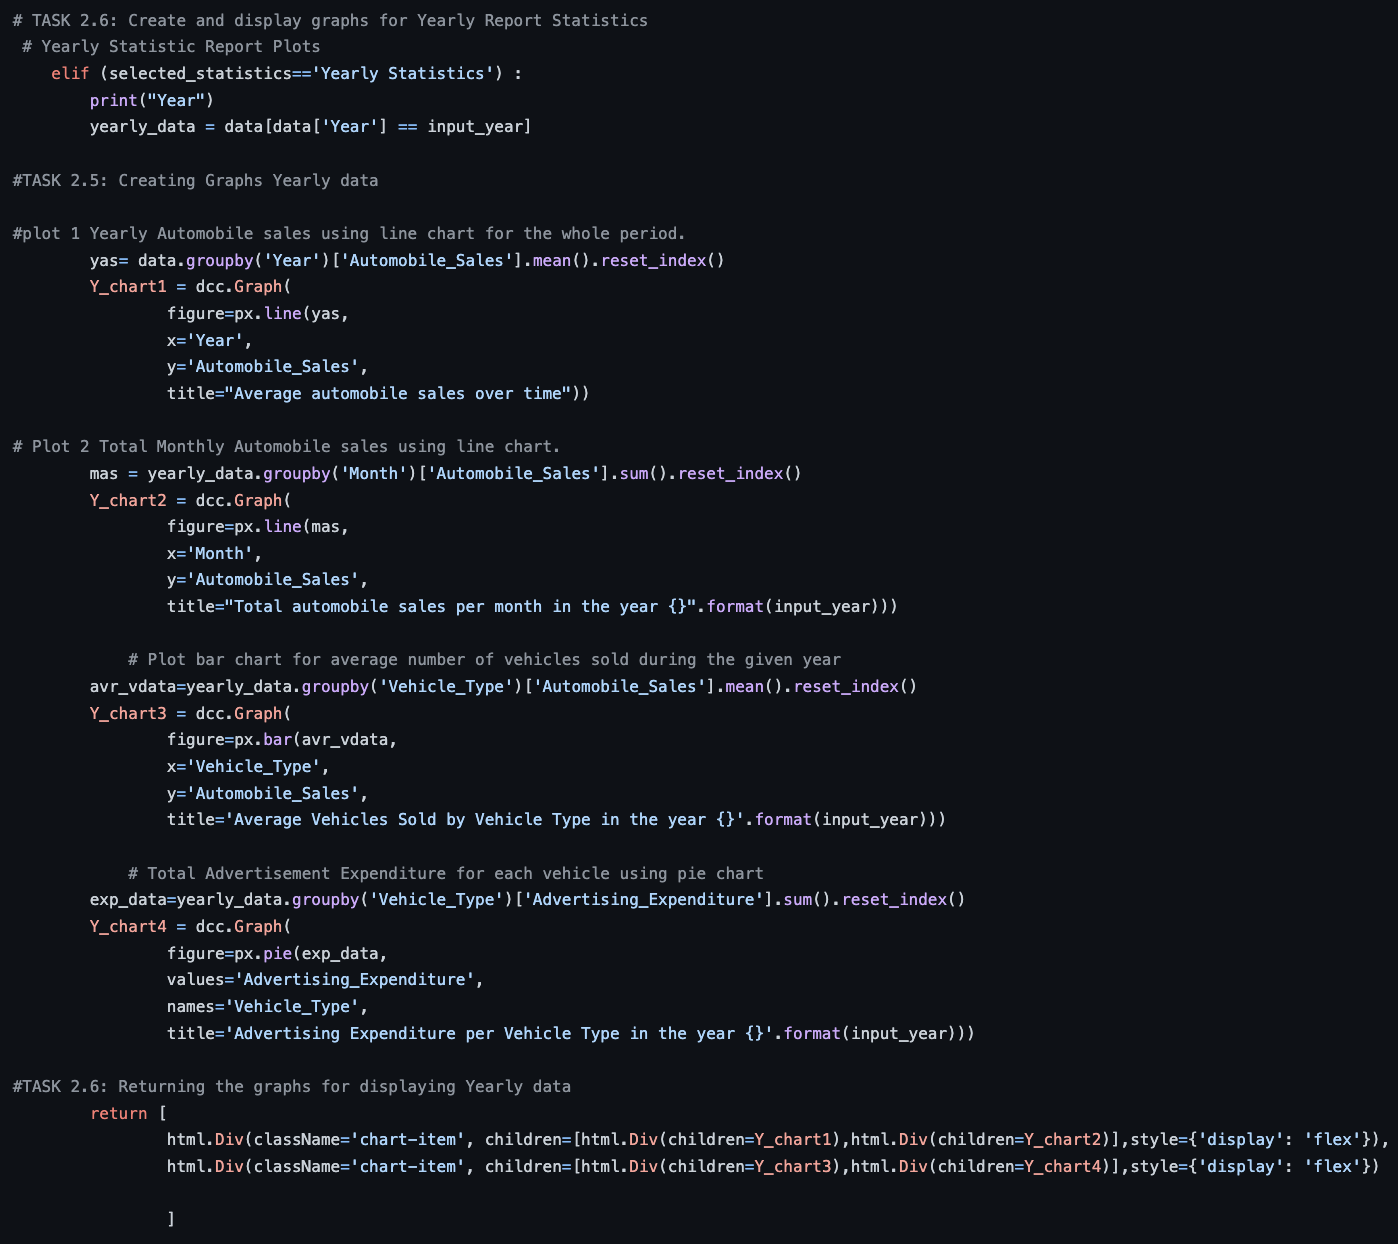 # TASK 2.6: Create and display graphs for Yearly Report Statistics
 # Yearly Statistic Report Plots
    elif (selected_statistics=='Yearly Statistics') :
        print("Year")
        yearly_data = data[data['Year'] == input_year]

#TASK 2.5: Creating Graphs Yearly data

#plot 1 Yearly Automobile sales using line chart for the whole period.
        yas= data.groupby('Year')['Automobile_Sales'].mean().reset_index()
        Y_chart1 = dcc.Graph(
                figure=px.line(yas,
                x='Year',
                y='Automobile_Sales',
                title="Average automobile sales over time"))

# Plot 2 Total Monthly Automobile sales using line chart.
        mas = yearly_data.groupby('Month')['Automobile_Sales'].sum().reset_index()
        Y_chart2 = dcc.Graph(
                figure=px.line(mas,
                x='Month',
                y='Automobile_Sales',
                title="Total automobile sales per month in the year {}".format(input_year)))

            # Plot bar chart for average number of vehicles sold during the given year
        avr_vdata=yearly_data.groupby('Vehicle_Type')['Automobile_Sales'].mean().reset_index()
        Y_chart3 = dcc.Graph(
                figure=px.bar(avr_vdata,
                x='Vehicle_Type',
                y='Automobile_Sales',
                title='Average Vehicles Sold by Vehicle Type in the year {}'.format(input_year)))

            # Total Advertisement Expenditure for each vehicle using pie chart
        exp_data=yearly_data.groupby('Vehicle_Type')['Advertising_Expenditure'].sum().reset_index()
        Y_chart4 = dcc.Graph(
                figure=px.pie(exp_data,
                values='Advertising_Expenditure',
                names='Vehicle_Type',
                title='Advertising Expenditure per Vehicle Type in the year {}'.format(input_year)))

#TASK 2.6: Returning the graphs for displaying Yearly data
        return [
                html.Div(className='chart-item', children=[html.Div(children=Y_chart1),html.Div(children=Y_chart2)],style={'display': 'flex'}),
                html.Div(className='chart-item', children=[html.Div(children=Y_chart3),html.Div(children=Y_chart4)],style={'display': 'flex'})

                ]